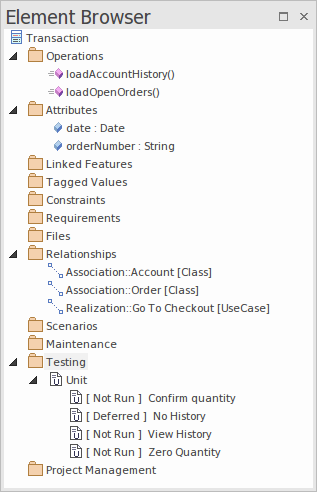 Element Browser
Transaction
Operations
loadAccountHistory()
loadOpenOrders()
Attributes
date : Date
orderNumber : String
Linked Features
Tagged Values
Constraints
Requirements
Files
Relationships
Association::Account [Class]
Association::Order [Class]
Realization::Go To Checkout [UseCase]
Scenarios
Maintenance
Testing
Unit
[ Not Run ]  Confirm quantity
[ Deferred ]  No History
[ Not Run ]  View History
[ Not Run ]  Zero Quantity
Project Management